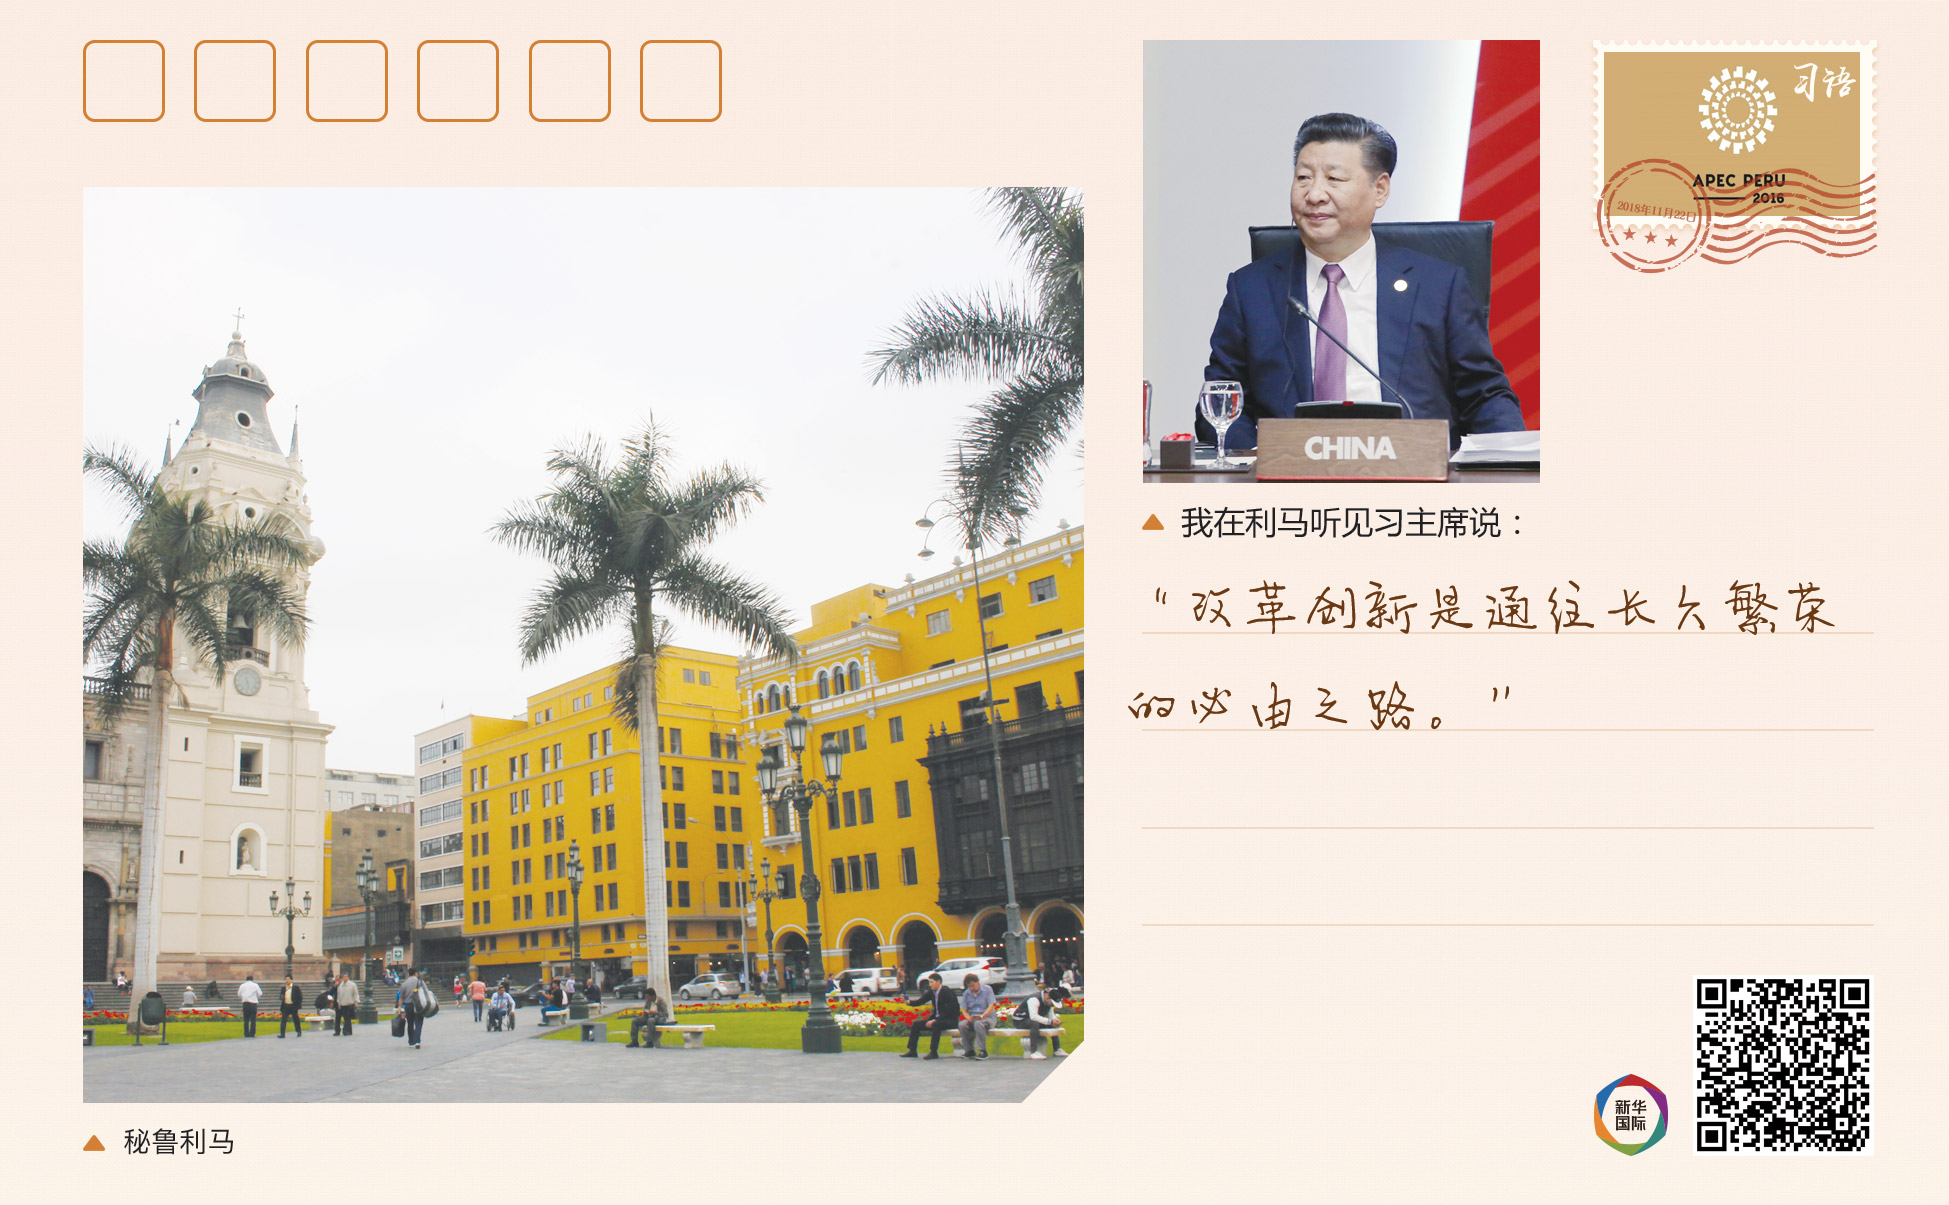 习语
APEC PERU
2016
2018年11月22日
CHINA
我在利马听见习主席说：
“改革创新是通往长久繁荣
的必由之路。”
秘鲁利马
新华
国际